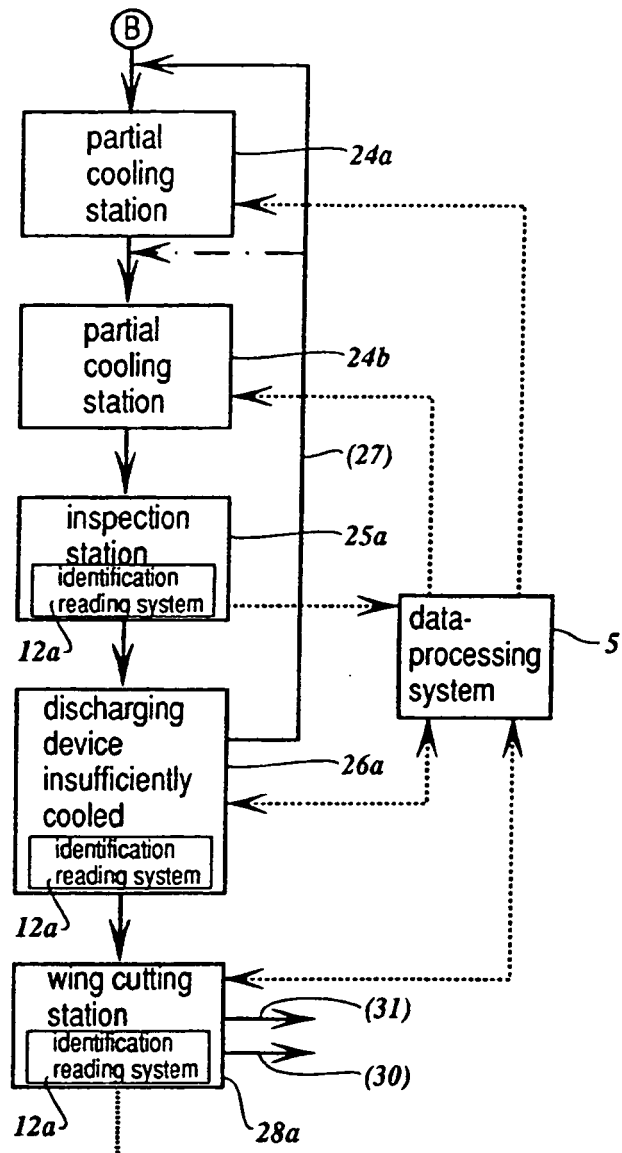 B
partial
cooling
station
24a
partial
cooling
station
24b
(27)
inspection
station
identification
reading system
25a
12a
data-
processing
system
5
discharging
device
insufficiently
cooled
26a
identification
reading system
12a
wing cutting
station
(31)
identification
reading system
(30)
12a
28a